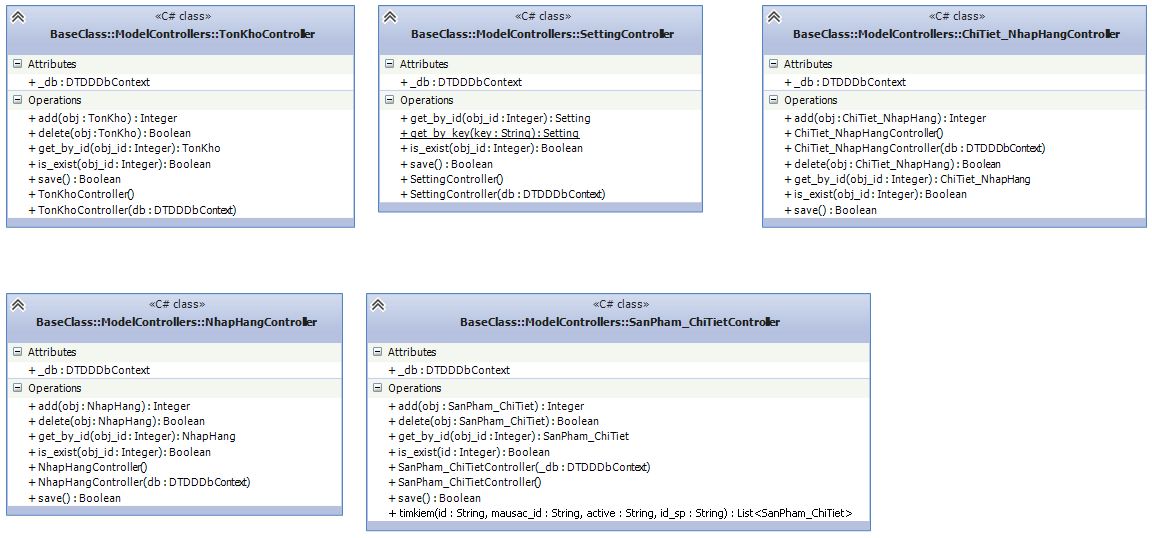 «C# class»
BaseClass::ModelControllers::TonKhoController
Attributes
+ _db : DTDDDbContext
Operations
+ add(obj : TonKho) : Integer
+ delete(obj : TonKho) : Boolean
+ get_by_id(obj_id : Integer) : TonKho
+ is_exist(obj_id : Integer) : Boolean
+ save() : Boolean
+ TonKhoController()
+ TonKhoController(db : DTDDDbContext)
«C# class»
BaseClass::ModelControllers::SettingController
Attributes
+ _db : DTDDDbContext
Operations
+ get_by_id(obj_id : Integer) : Setting
+ get_by_key(key : String) : Setting
+ is_exist(obj_id : Integer) : Boolean
+ save() : Boolean
+ SettingController()
+ SettingController(db : DTDDDbContext)
«C# class»
BaseClass::ModelControllers::ChiTiet_NhapHangController
Attributes
+ _db : DTDDDbContext
Operations
+ add(obj : ChiTiet_NhapHang) : Integer
+ ChiTiet_NhapHangController()
+ ChiTiet_NhapHangController(db : DTDDDbContext)
+ delete(obj : ChiTiet_NhapHang) : Boolean
+ get_by_id(obj_id : Integer) : ChiTiet_NhapHang
+ is_exist(obj_id : Integer) : Boolean
+ save() : Boolean
«C# class»
BaseClass::ModelControllers::NhapHangController
Attributes
+ _db : DTDDDbContext
Operations
+ add(obj : NhapHang) : Integer
+ delete(obj : NhapHang) : Boolean
+ get_by_id(obj_id : Integer) : NhapHang
+ is_exist(obj_id : Integer) : Boolean
+ NhapHangController()
+ NhapHangController(db : DTDDDbContext)
+ save() : Boolean
«C# class»
BaseClass::ModelControllers::SanPham_ChiTietController
Attributes
+ _db : DTDDDbContext
Operations
+ add(obj : SanPham_ChiTiet) : Integer
+ delete(obj : SanPham_ChiTiet) : Boolean
+ get_by_id(obj_id : Integer) : SanPham_ChiTiet
+ is_exist(id : Integer) : Boolean
+ SanPham_ChiTietController(_db : DTDDDbContext)
+ SanPham_ChiTietController()
+ save() : Boolean
+ timkiem(id : String, mausac_id : String, active : String, id_sp : String) : List<SanPham_ChiTiet>